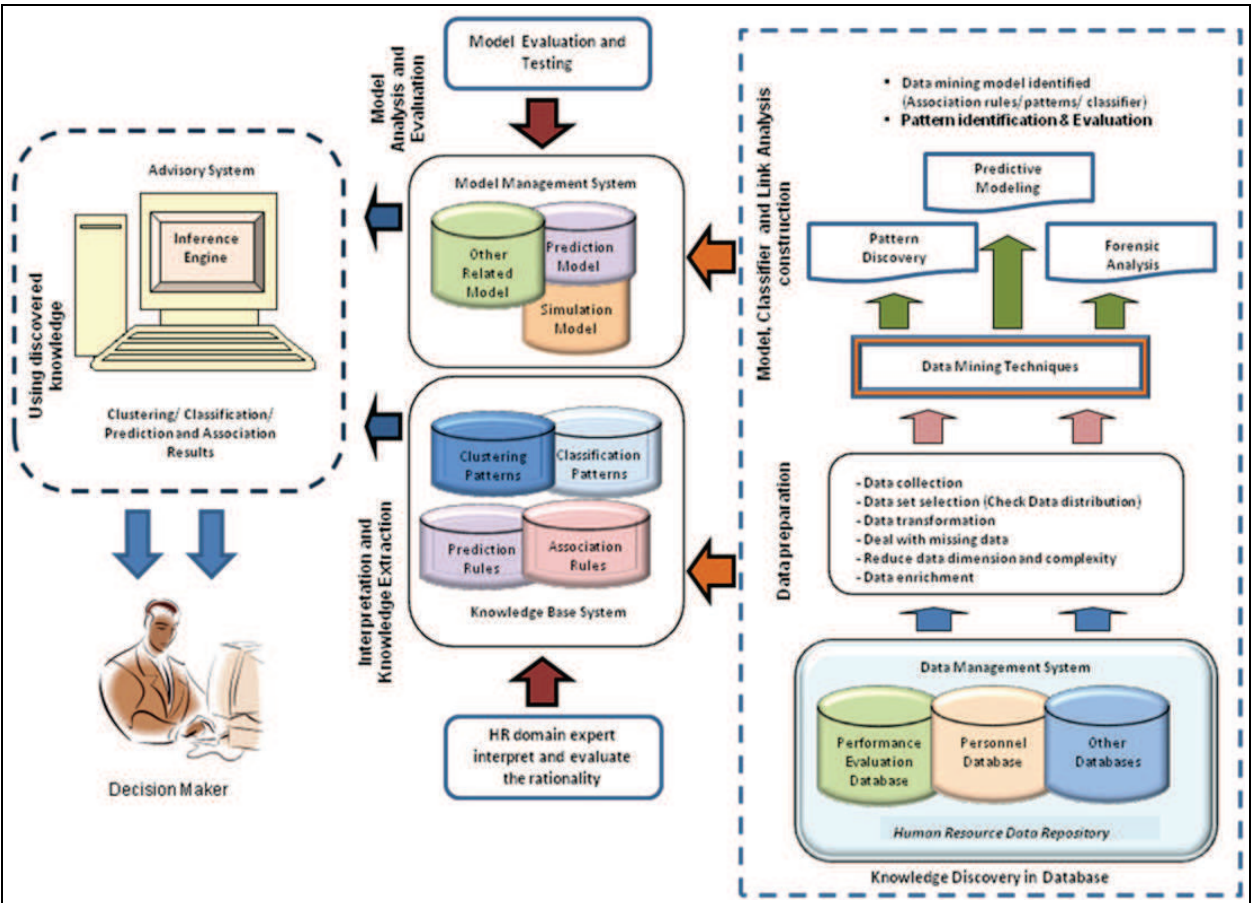 Model Evaluation and
Testing
Model
Analysis and
Evaluation
Advisory System
Inference
Engine
Using discovered
knowledge
Clustering/ Classification/
Prediction and Association
Results
Decision Maker
Model Management System
Other
Related
Model
Prediction
Model
Simulation
Model
Interpretation and
Knowledge Extraction
Clustering
Patterns
Classification
Patterns
Prediction
Rules
Association
Rules
Knowledge Base System
HR domain expert
interpret and evaluate
the rationality
Model, Classifier and Link Analysis
construction
▪ Data mining model identified
(Association rules/patterns/ classifier)
▪ Pattern identification & Evaluation
Predictive
Modeling
Pattern
Discovery
Forensic
Analysis
Data Mining Techniques
Data preparation
- Data collection
- Data set selection (Check Data distribution)
- Data transformation
- Deal with missing data
- Reduce data dimension and complexity
- Data enrichment
Data Management System
Performance
Evaluation
Database
Personnel
Database
Other
Databases
Human Resource Data Repository
Knowledge Discovery in Database